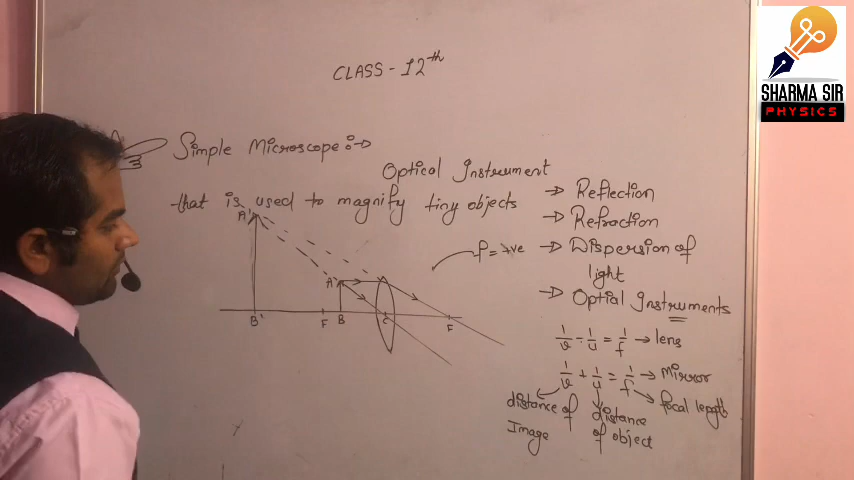 CLASS - 12th
SHARMA SIR
PHYSICS
Simple Microscope :→
Optical Instrument
that is used to magnify tiny objects
→ Reflection
→ Refraction
→ Dispersion of
light
→ Optial Instruments
f = +ve
A'
A
B'
F
B
C
F
1/v - 1/u = 1/f → lens
1/v + 1/u = 1/f → Mirror
focal length
distance of
Image
distance
of object